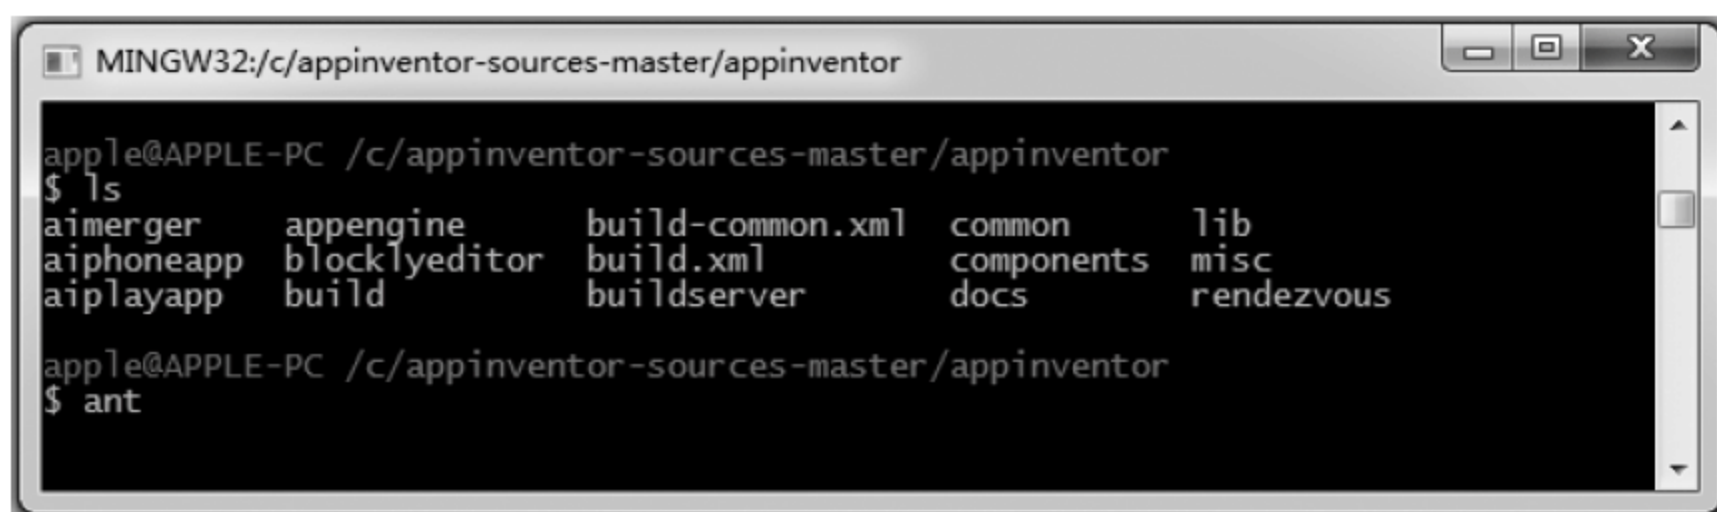 MINGW32:/c/appinventor-sources-master/appinventor
apple@APPLE-PC /c/appinventor-sources-master/appinventor
$ ls
aimerger appengine build-common.xml common lib
aiphoneapp blocklyeditor build.xml components misc
aiplayapp build buildserver docs rendezvous
apple@APPLE-PC /c/appinventor-sources-master/appinventor
$ ant